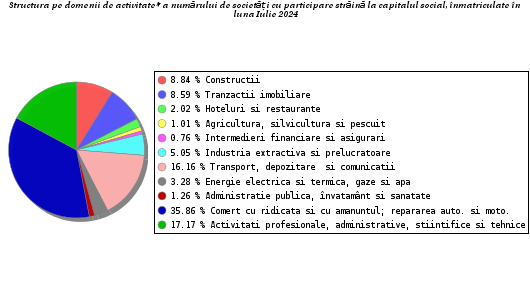 Structura pe domenii de activitate* a numărului de societăți cu participare străină la capitalul social, înmatriculate în
luna Iulie 2024
8.84 % Constructii
8.59 % Tranzactii imobiliare
2.02 % Hoteluri si restaurante
1.01 % Agricultura, silvicultura si pescuit
0.76 % Intermedieri financiare si asigurari
5.05 % Industria extractiva si prelucratoare
16.16 % Transport, depozitare  si comunicatii
3.28 % Energie electrica si termica, gaze si apa
1.26 % Administratie publica, învatamânt si sanatate
35.86 % Comert cu ridicata si cu amanuntul; repararea auto. si moto.
17.17 % Activitati profesionale, administrative, stiintifice si tehnice